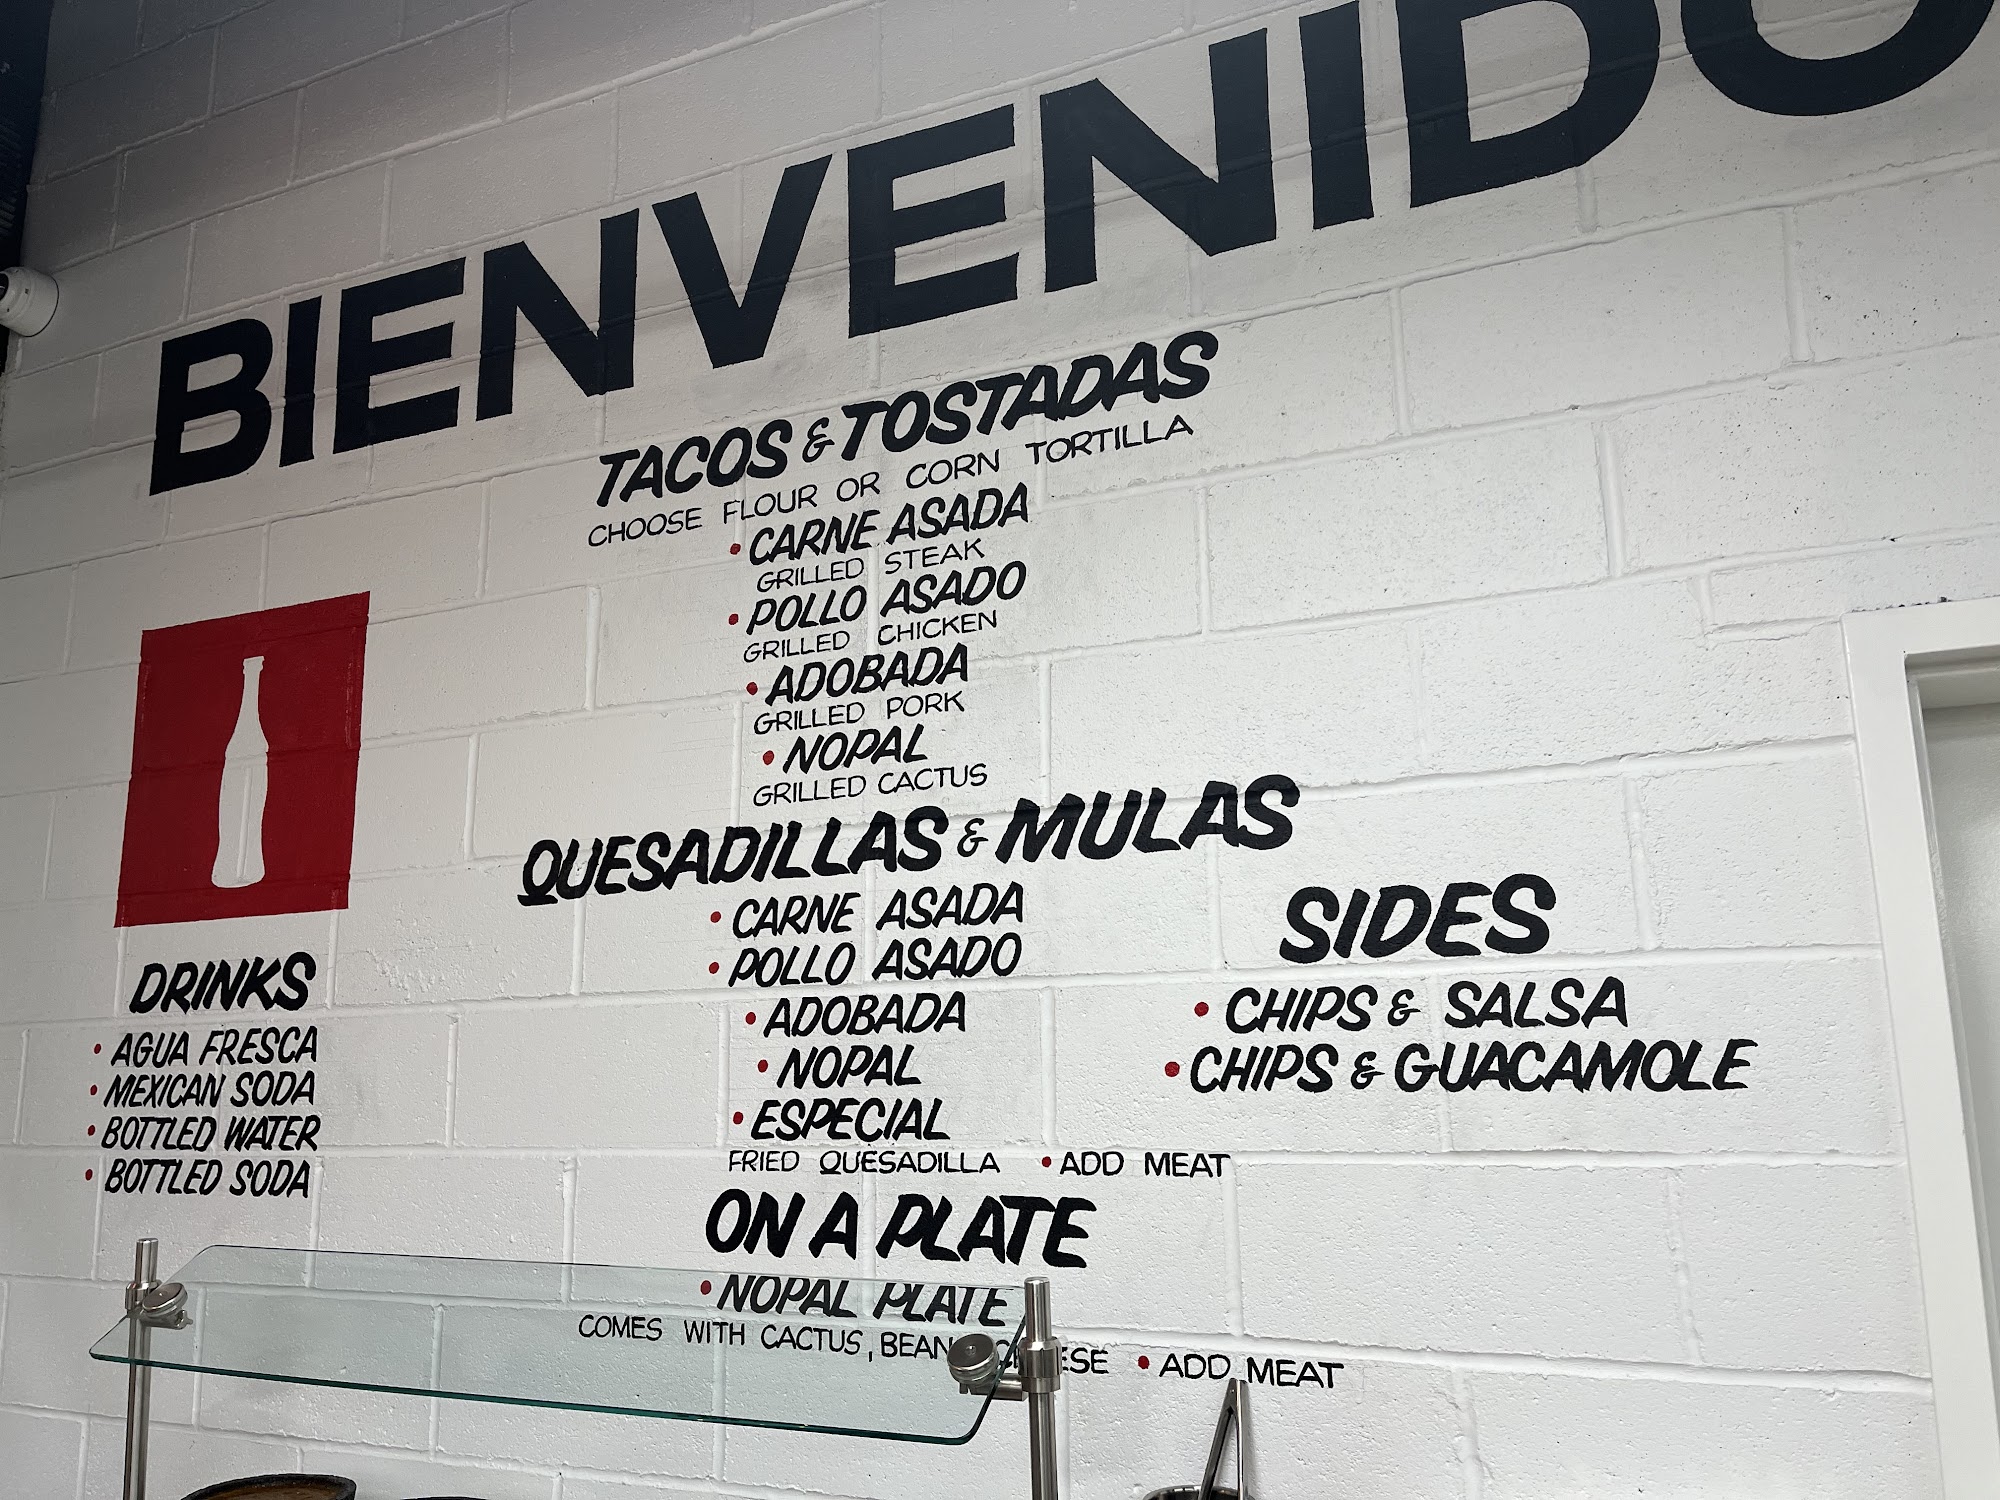 BIENVENIDO
TACOS & TOSTADAS
CHOOSE FLOUR OR CORN TORTILLA
• CARNE ASADA
GRILLED STEAK
• POLLO ASADO
GRILLED CHICKEN
• ADOBADA
GRILLED PORK
• NOPAL
GRILLED CACTUS
QUESADILLAS & MULAS
• CARNE ASADA
• POLLO ASADO
• ADOBADA
• NOPAL
• ESPECIAL
FRIED QUESADILLA • ADD MEAT
ON A PLATE
• NOPAL PLATE
COMES WITH CACTUS, • ADD MEAT
SIDES
• CHIPS & SALSA
• CHIPS & GUACAMOLE
DRINKS
• AGUA FRESCA
• MEXICAN SODA
• BOTTLED WATER
• BOTTLED SODA